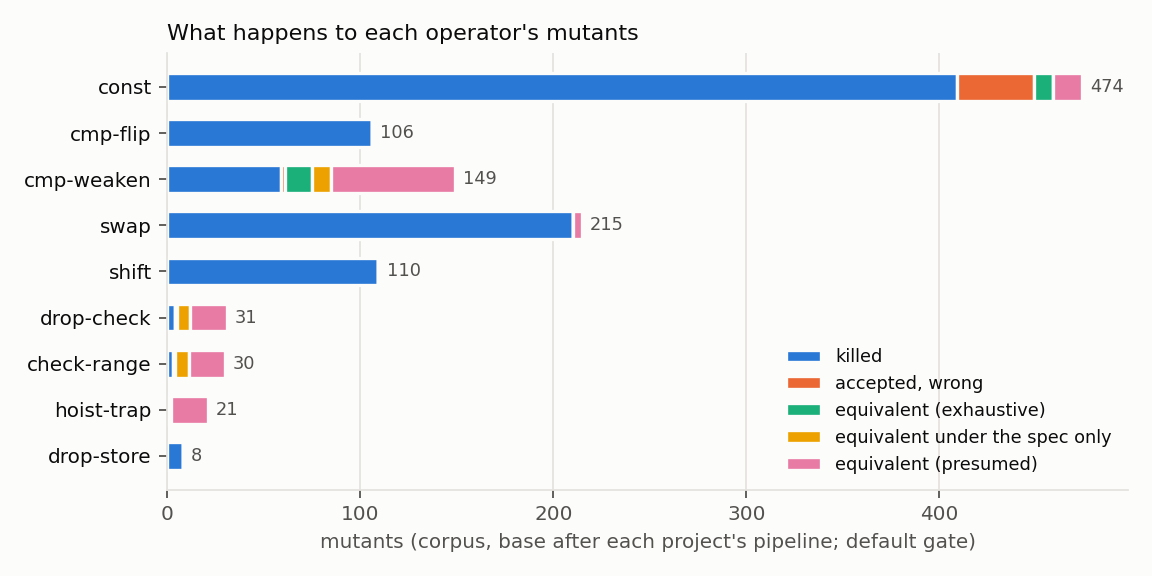 What happens to each operator's mutants
const
474
cmp-flip
106
cmp-weaken
149
swap
215
shift
110
drop-check
31
check-range
30
hoist-trap
21
drop-store
8
killed
accepted, wrong
equivalent (exhaustive)
equivalent under the spec only
equivalent (presumed)
0 100 200 300 400
mutants (corpus, base after each project's pipeline; default gate)